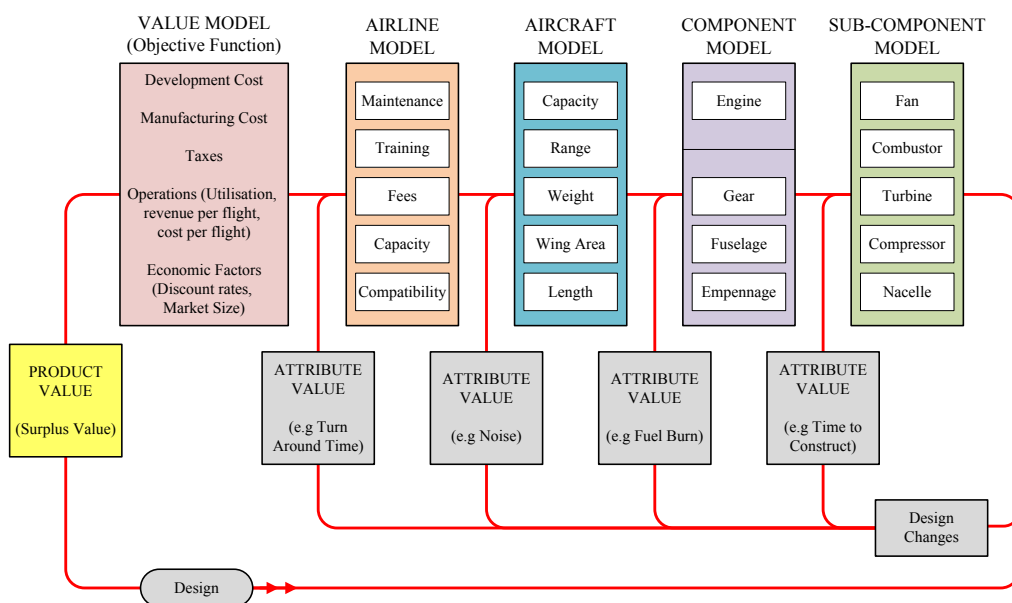 VALUE MODEL
(Objective Function)
AIRLINE
MODEL
AIRCRAFT
MODEL
COMPONENT
MODEL
SUB-COMPONENT
MODEL
Development Cost
Manufacturing Cost
Taxes
Operations (Utilisation,
revenue per flight,
cost per flight)
Economic Factors
(Discount rates,
Market Size)
Maintenance
Training
Fees
Capacity
Compatibility
Capacity
Range
Weight
Wing Area
Length
Engine
Gear
Fuselage
Empennage
Fan
Combustor
Turbine
Compressor
Nacelle
PRODUCT
VALUE
(Surplus Value)
ATTRIBUTE
VALUE
(e.g Turn
Around Time)
ATTRIBUTE
VALUE
(e.g Noise)
ATTRIBUTE
VALUE
(e.g Fuel Burn)
ATTRIBUTE
VALUE
(e.g Time to
Construct)
Design
Changes
Design